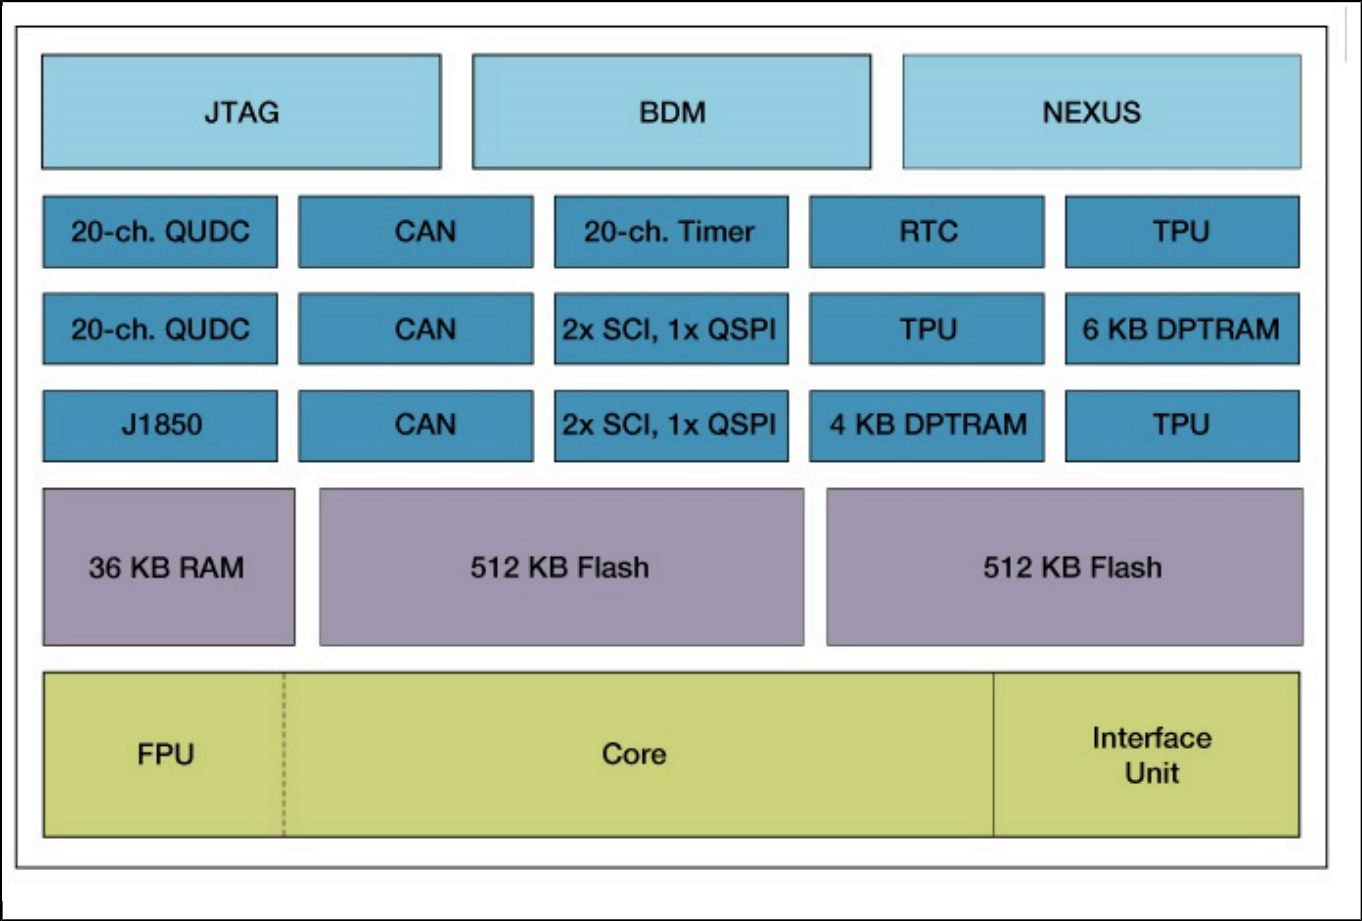 JTAG
BDM
NEXUS
20-ch. QUDC
CAN
20-ch. Timer
RTC
TPU
20-ch. QUDC
CAN
2x SCI, 1x QSPI
TPU
6 KB DPTRAM
J1850
CAN
2x SCI, 1x QSPI
4 KB DPTRAM
TPU
36 KB RAM
512 KB Flash
512 KB Flash
FPU
Core
Interface
Unit